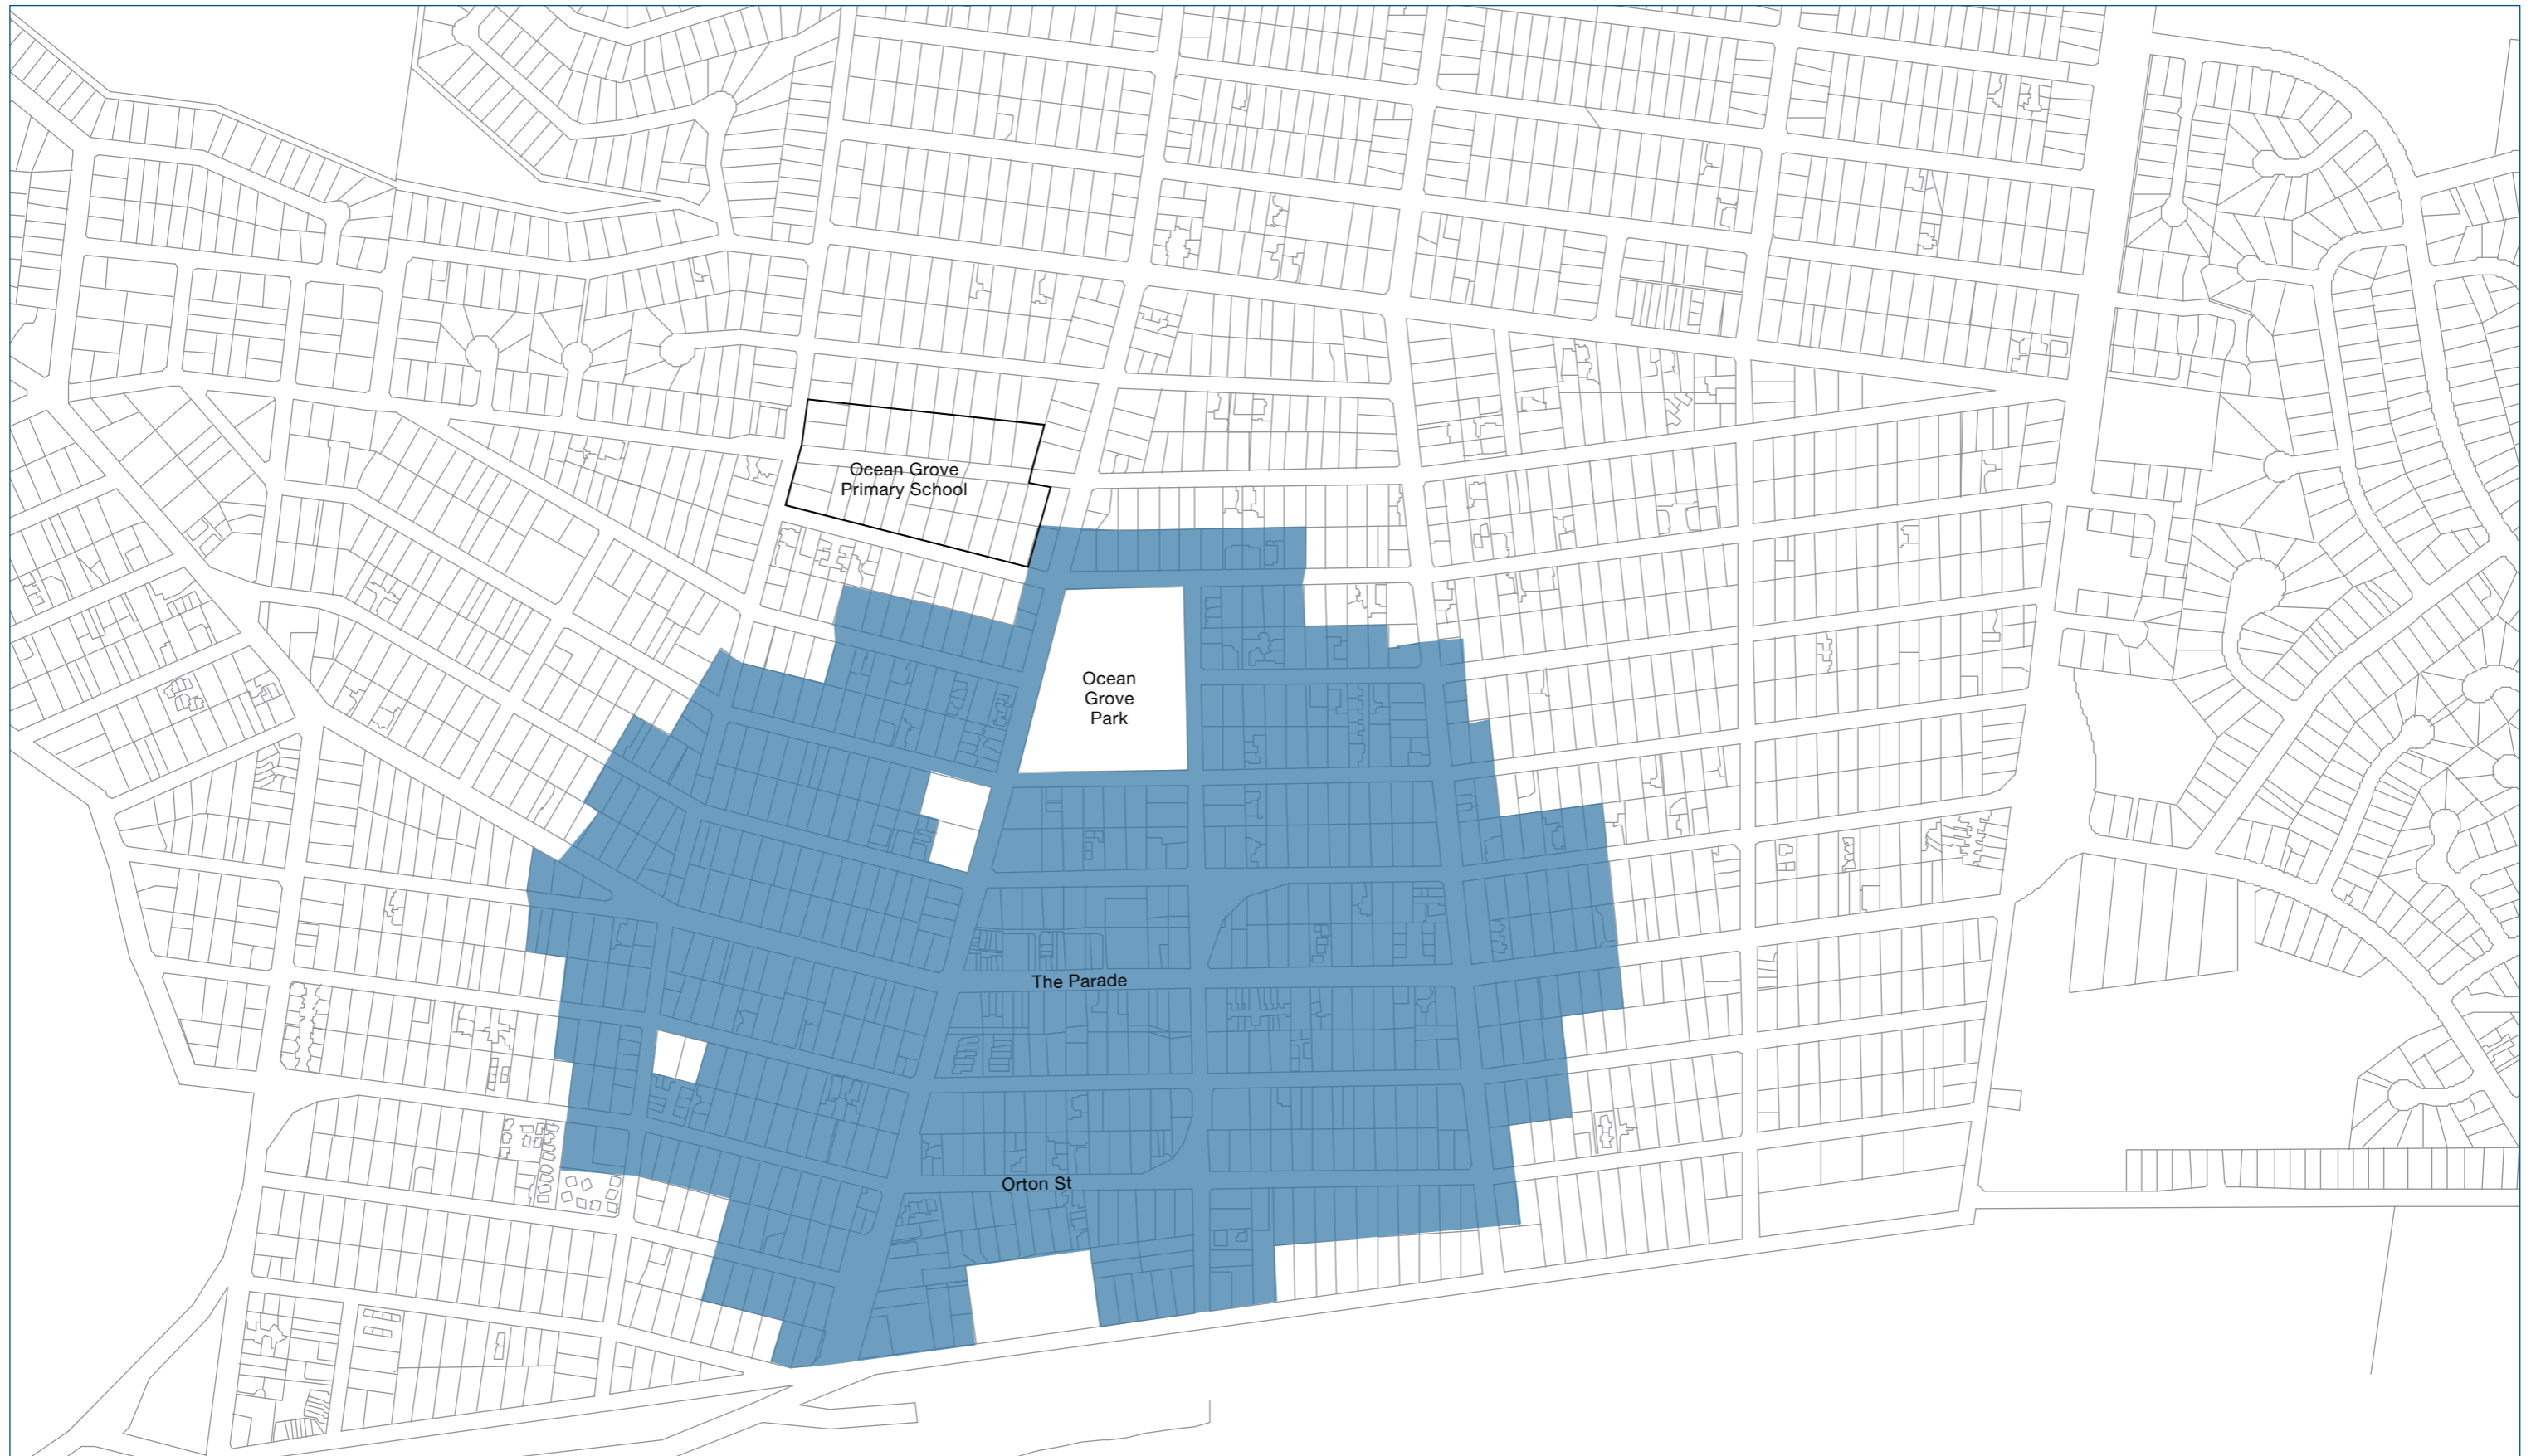 Ocean Grove
Primary School
Ocean
Grove
Park
The Parade
Orton St